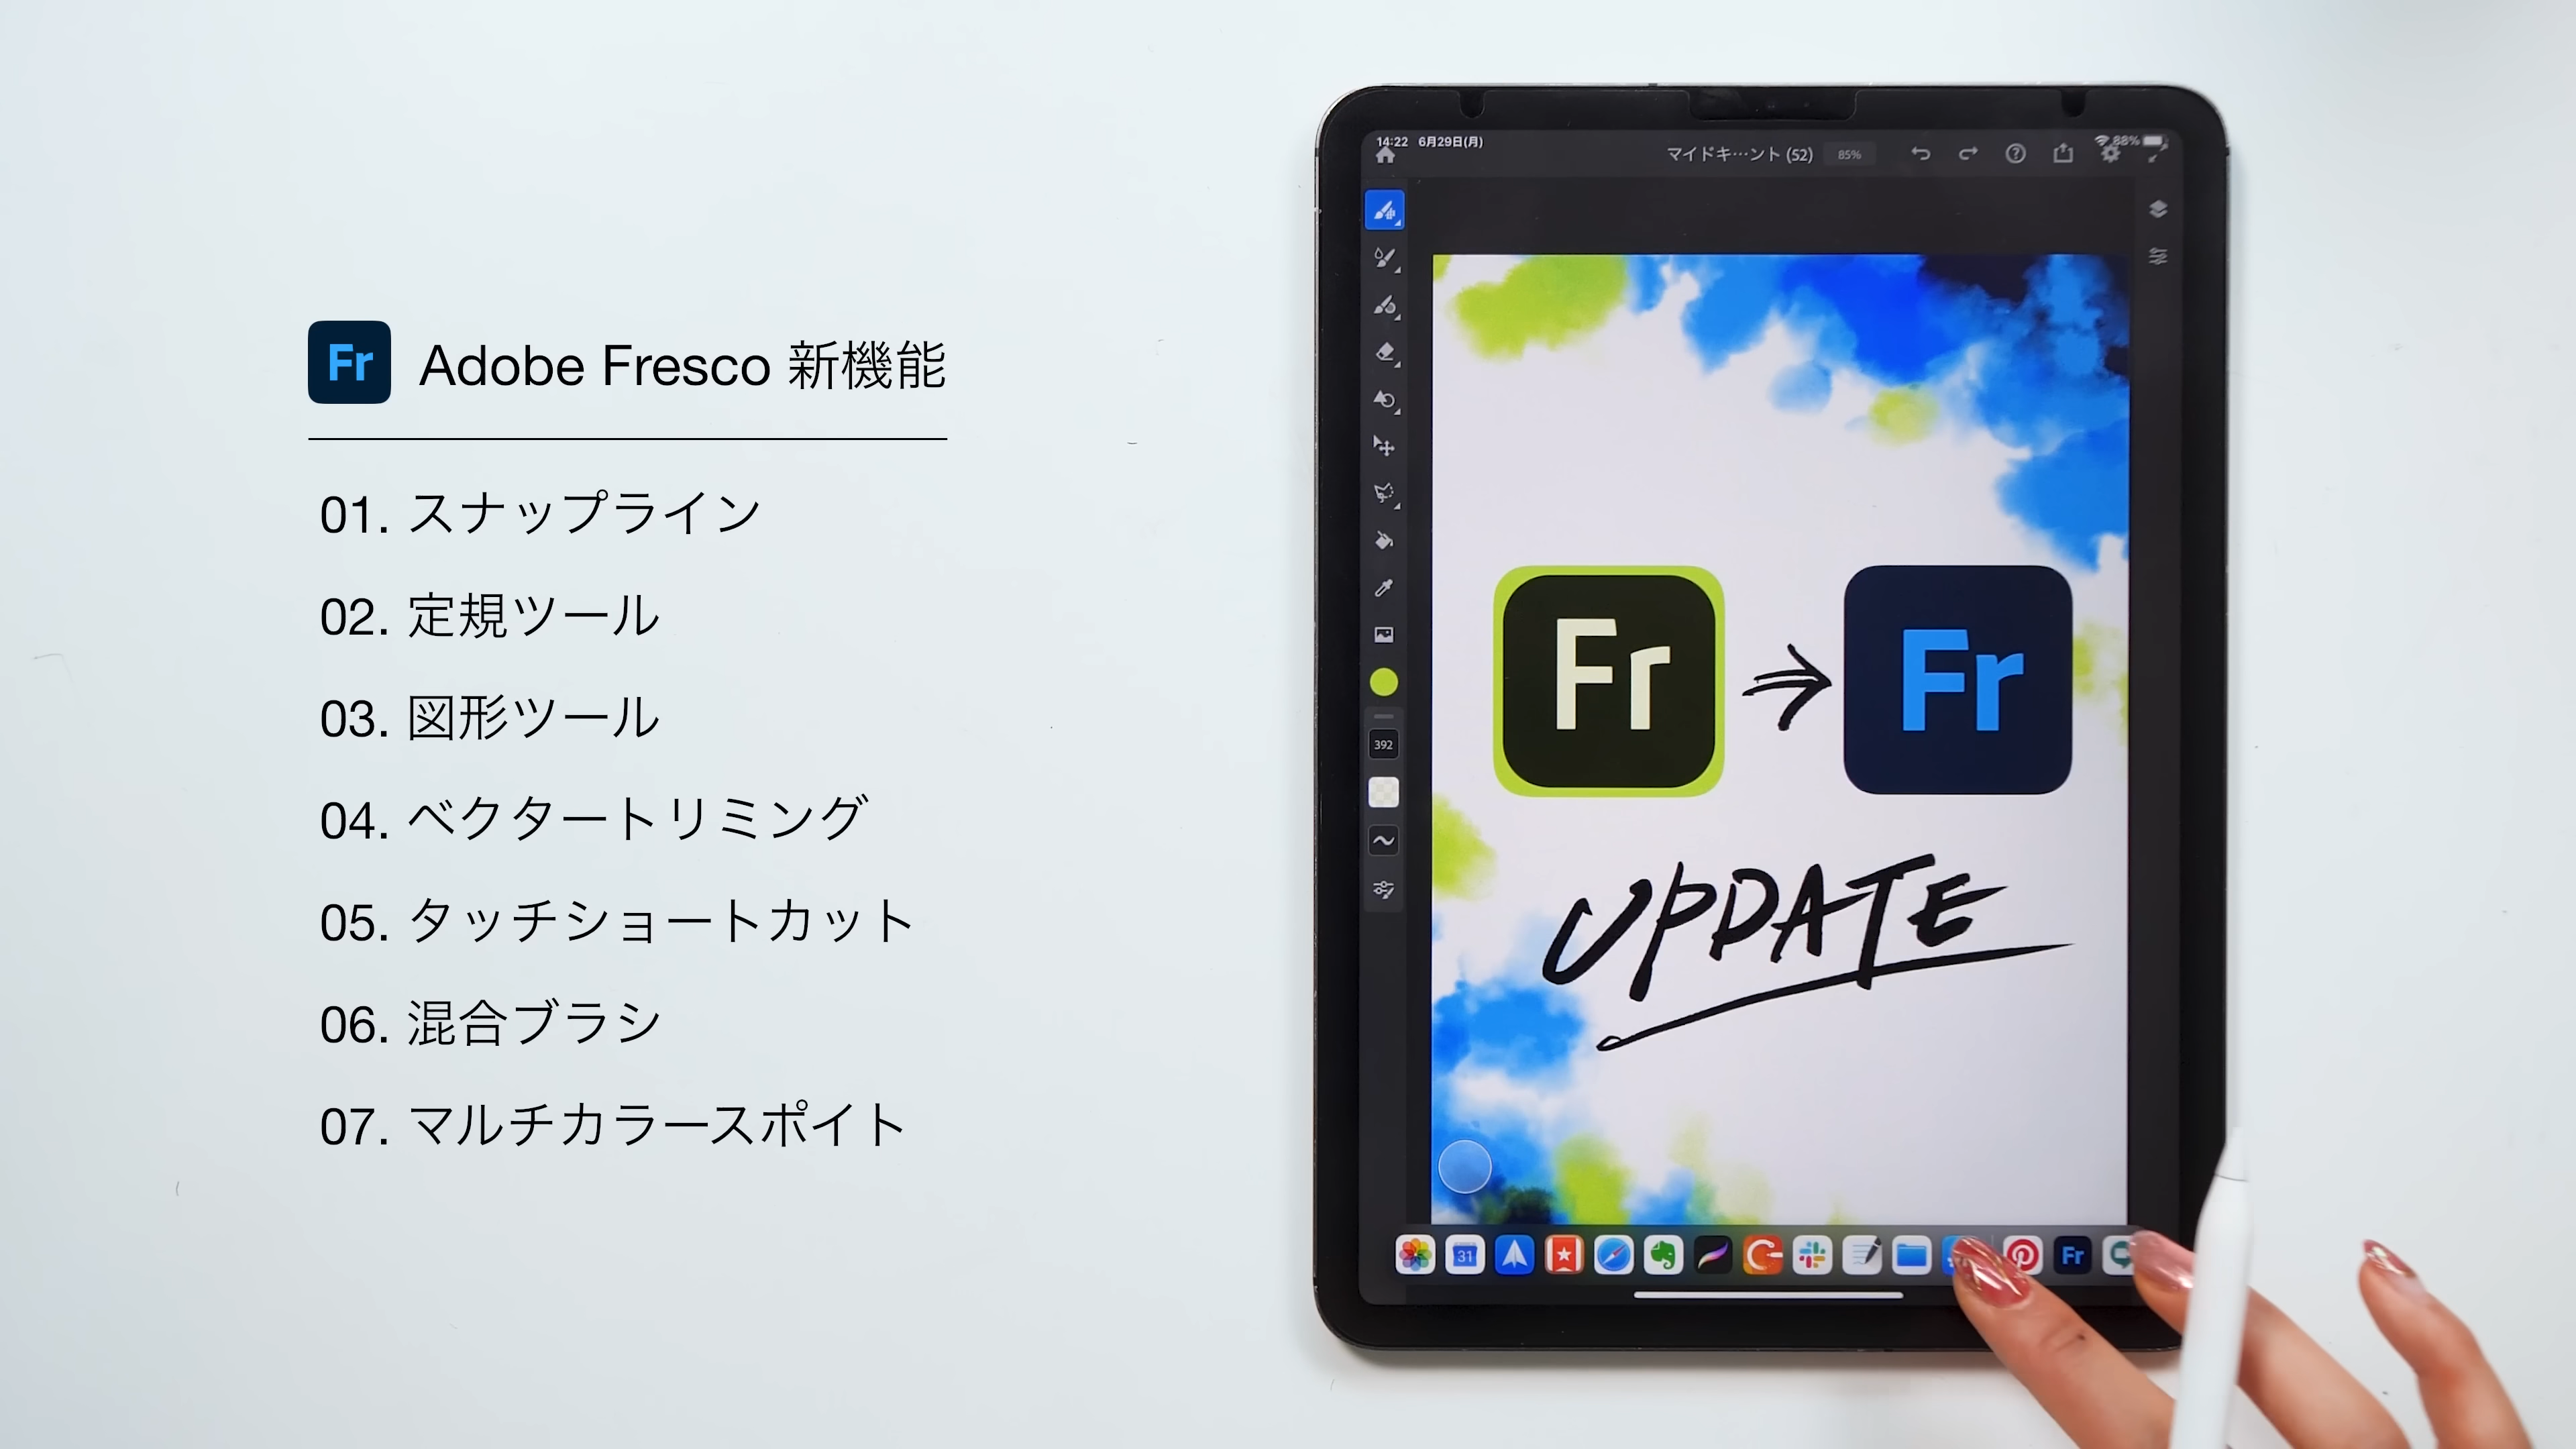 Fr Adobe Fresco 新機能
01. スナップライン
02. 定規ツール
03. 図形ツール
04. ベクタートリミング
05. タッチショートカット
06. 混合ブラシ
07. マルチカラースポイト
14:22 6月29日(月)
88%
マイドキ…ント (52) 85%
392
Fr Fr
UPDATE
31
Fr